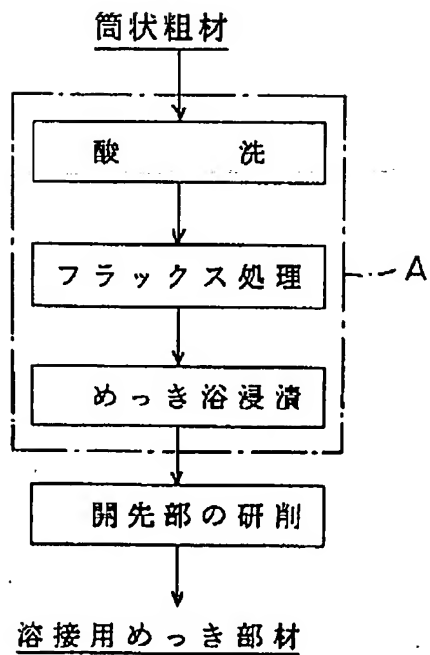 筒状粗材
酸洗
フラックス処理
A
めっき浴浸漬
開先部の研削
溶接用めっき部材